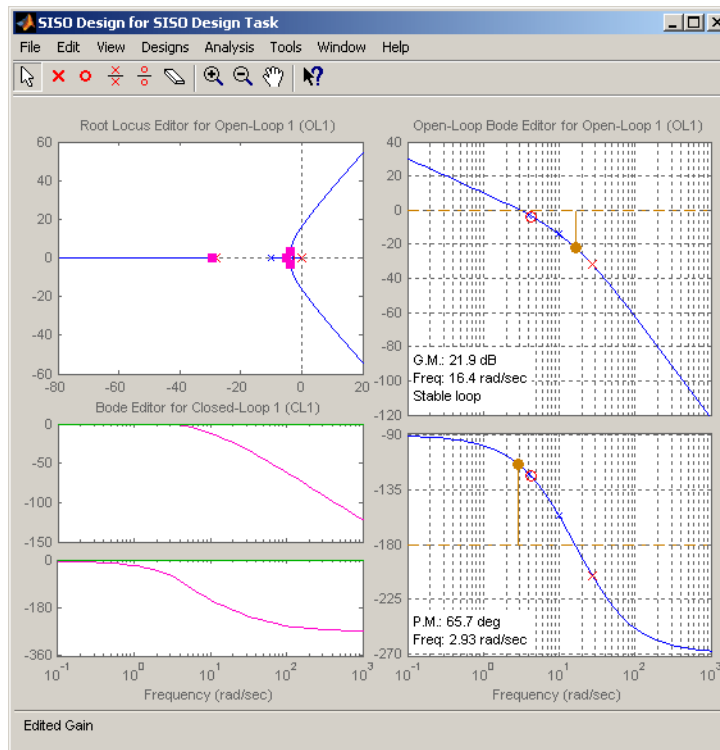 SISO Design for SISO Design Task
File Edit View Designs Analysis Tools Window Help
Root Locus Editor for Open-Loop 1 (OL1)
60
40
20
0
-20
-40
-60
-80 -60 -40 -20 0 20
Bode Editor for Closed-Loop 1 (CL1)
0
-50
-100
-150
0
-180
-360
10^-1 10^0 10^1 10^2 10^3
Frequency (rad/sec)
Open-Loop Bode Editor for Open-Loop 1 (OL1)
40
20
0
-20
-40
-60
-80
-100
-120
G.M.: 21.9 dB
Freq: 16.4 rad/sec
Stable loop
-90
-135
-180
-225
-270
P.M.: 65.7 deg
Freq: 2.93 rad/sec
10^-1 10^0 10^1 10^2 10^3
Frequency (rad/sec)
Edited Gain